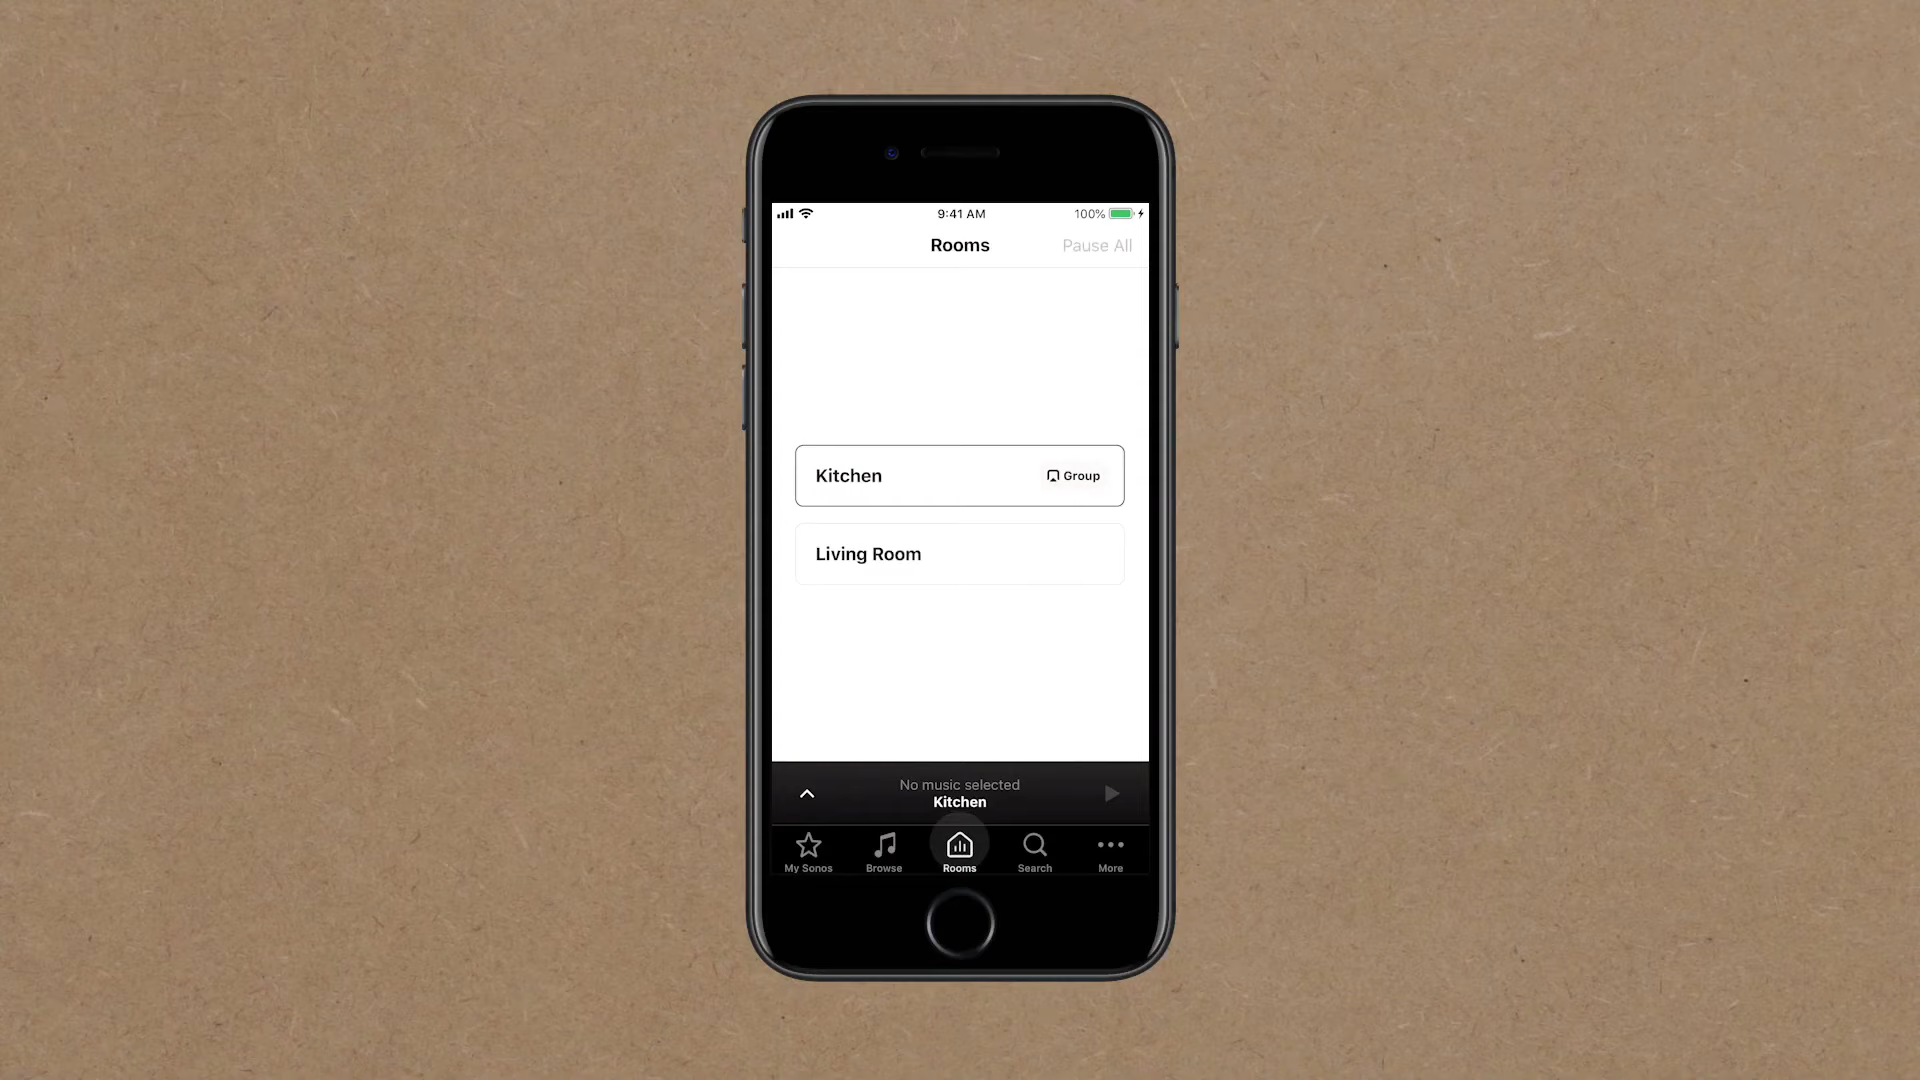 9:41 AM
100%
Rooms
Pause All
Kitchen
Group
Living Room
No music selected
Kitchen
My Sonos
Browse
Rooms
Search
More